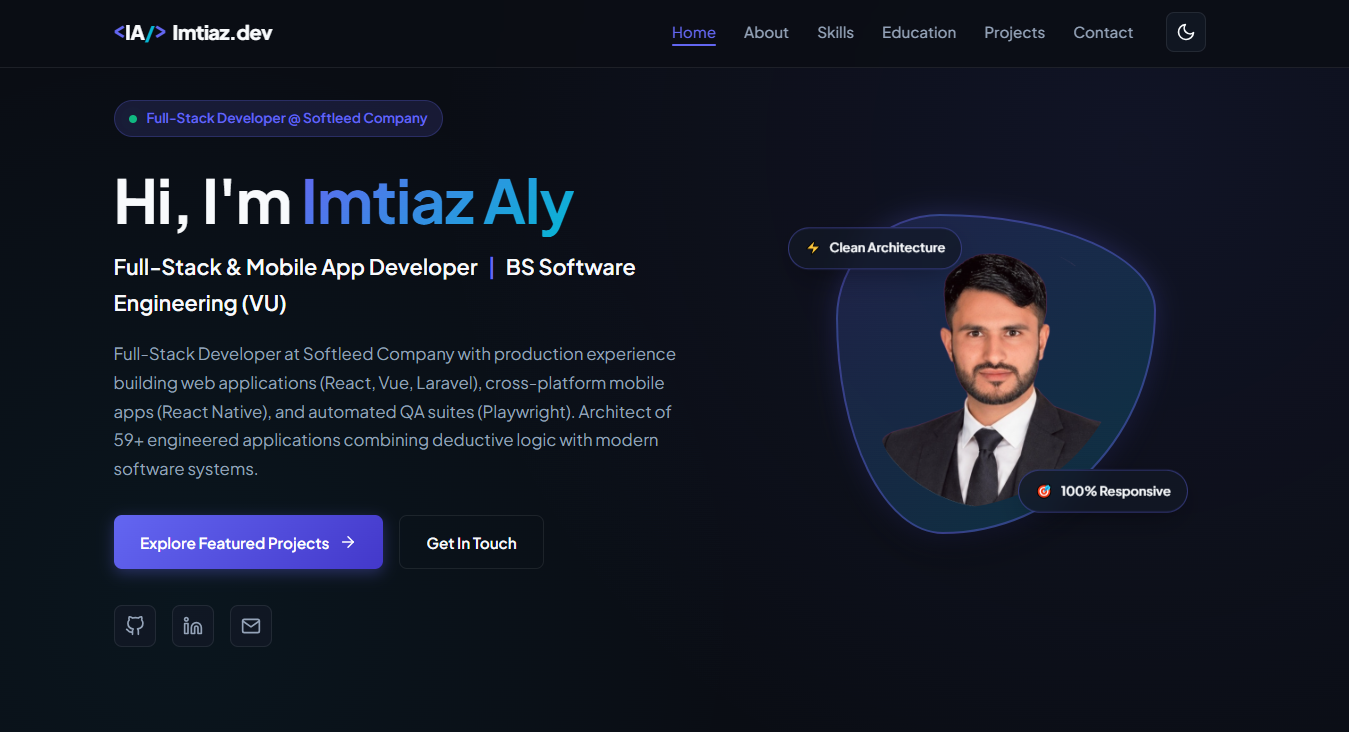 <IA/> Imtiaz.dev
Home About Skills Education Projects Contact
Full-Stack Developer @ Softleed Company
Hi, I'm Imtiaz Aly
Full-Stack & Mobile App Developer | BS Software
Engineering (VU)
Full-Stack Developer at Softleed Company with production experience
building web applications (React, Vue, Laravel), cross-platform mobile
apps (React Native), and automated QA suites (Playwright). Architect of
59+ engineered applications combining deductive logic with modern
software systems.
Explore Featured Projects →
Get In Touch
Clean Architecture
100% Responsive